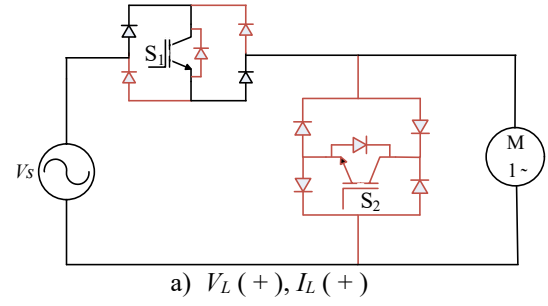 S1
M
1~
Vs
S2
a) VL ( + ), IL ( + )